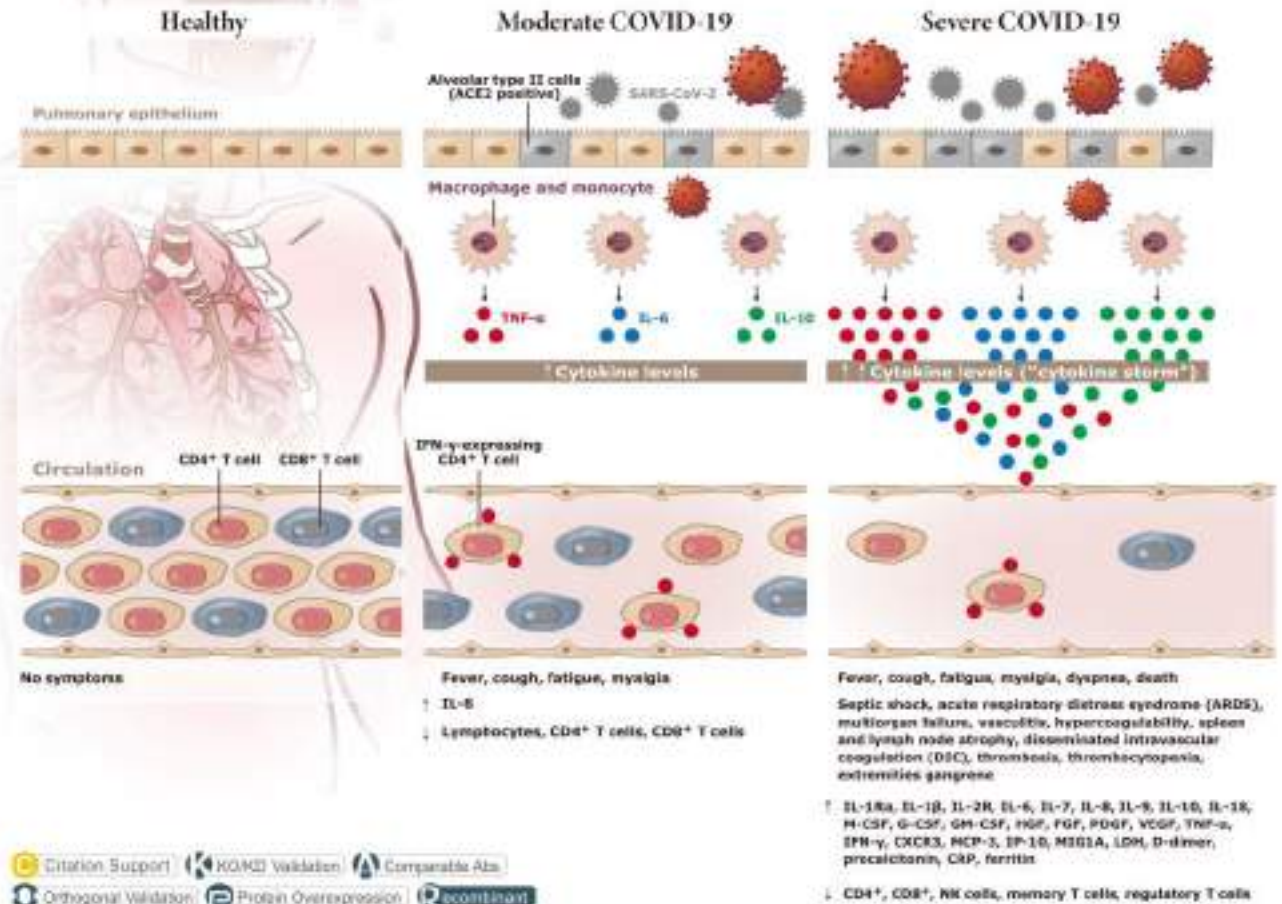 Healthy
Moderate COVID-19
Severe COVID-19
Alveolar type II cells
(ACE2 positive)
SARS-CoV-2
Pulmonary epithelium
Macrophage and monocyte
TNF-α
IL-6
IL-10
↑ Cytokine levels
↑ ↑ Cytokine levels ("cytokine storm")
Circulation
CD4⁺ T cell
CD8⁺ T cell
IFN-γ-expressing
CD4⁺ T cell
No symptoms
Fever, cough, fatigue, myalgia
↑ IL-6
↓ Lymphocytes, CD4⁺ T cells, CD8⁺ T cells
Fever, cough, fatigue, myalgia, dyspnea, death
Septic shock, acute respiratory distress syndrome (ARDS),
multiorgan failure, vasculitis, hypercoagulability, spleen
and lymph node atrophy, disseminated intravascular
coagulation (DIC), thrombosis, thrombocytopenia,
extremities gangrene
↑ IL-1Ra, IL-1β, IL-2R, IL-6, IL-7, IL-8, IL-9, IL-10, IL-18,
M-CSF, G-CSF, GM-CSF, HGF, FGF, PDGF, VEGF, TNF-α,
IFN-γ, CXCR3, MCP-3, IP-10, MIG1A, LDH, D-dimer,
procalcitonin, CRP, ferritin
↓ CD4⁺, CD8⁺, NK cells, memory T cells, regulatory T cells
Citation Support
KO/KD Validation
Comparable Abs
Orthogonal Validation
Protein Overexpression
Recombinant